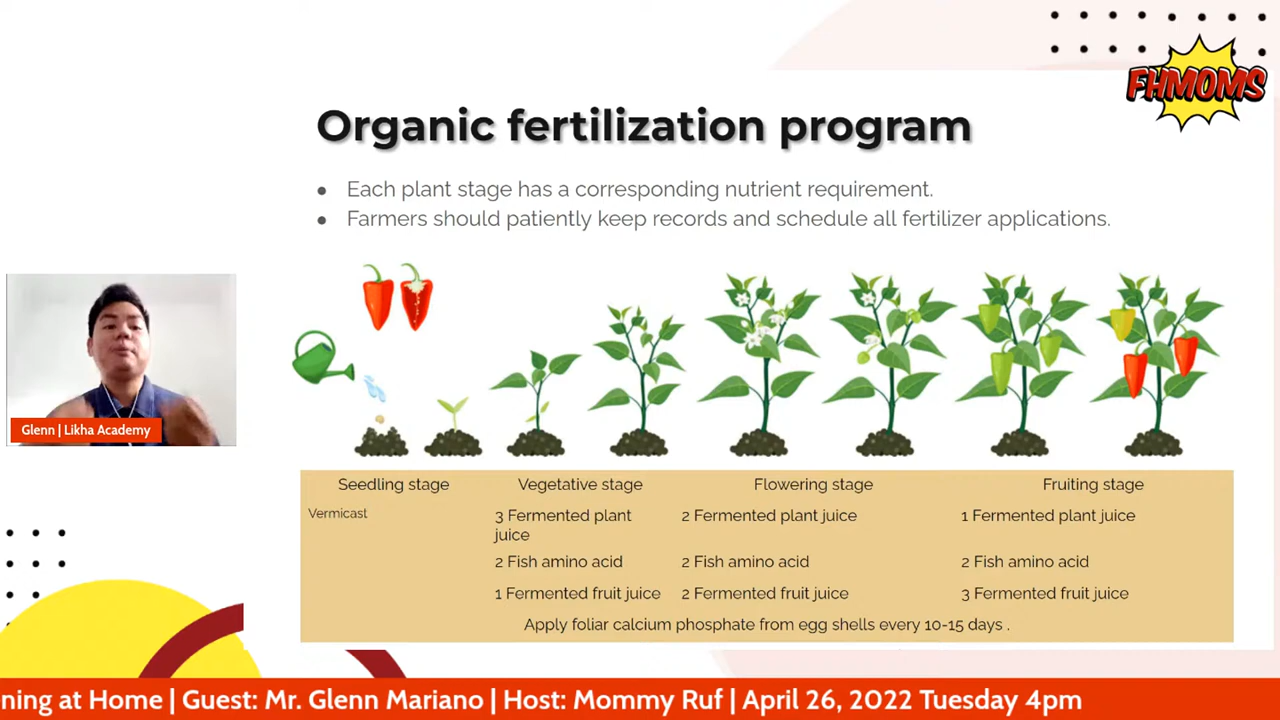 FHMOMS
Organic fertilization program
● Each plant stage has a corresponding nutrient requirement.
● Farmers should patiently keep records and schedule all fertilizer applications.
Glenn | Likha Academy
Seedling stage Vegetative stage Flowering stage Fruiting stage
Vermicast 3 Fermented plant 2 Fermented plant juice 1 Fermented plant juice
juice
2 Fish amino acid 2 Fish amino acid 2 Fish amino acid
1 Fermented fruit juice 2 Fermented fruit juice 3 Fermented fruit juice
Apply foliar calcium phosphate from egg shells every 10-15 days .
ning at Home | Guest: Mr. Glenn Mariano | Host: Mommy Ruf | April 26, 2022 Tuesday 4pm